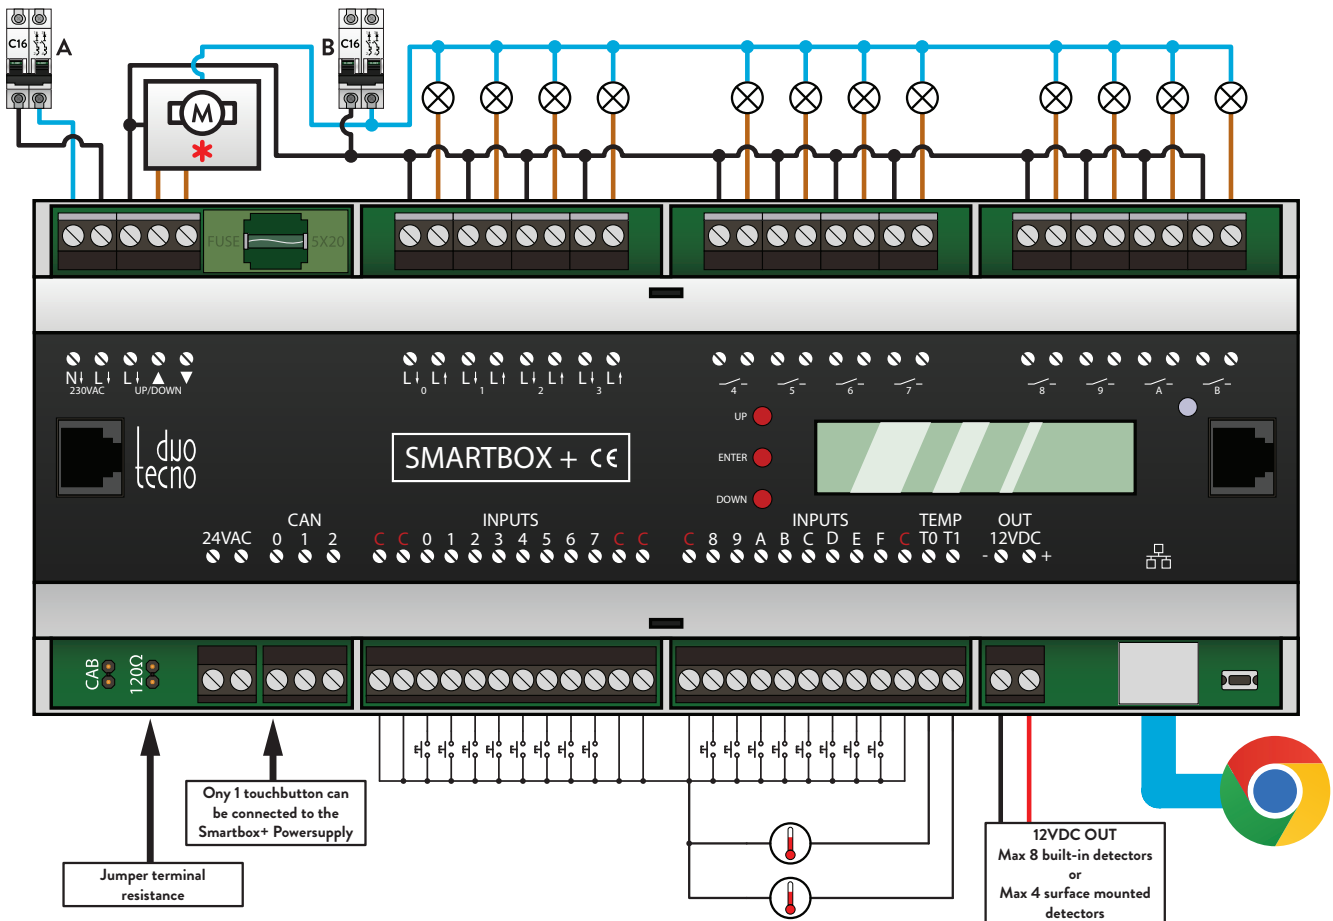 C16 A
B C16
M
*
FUSE 5X20
N L L ▲ ▼
230VAC UP/DOWN
L L L L L L L L
0 1 2 3
4 5 6 7
8 9 A B
UP
ENTER
DOWN
duo
tecno
SMARTBOX + CE
CAN
24VAC 0 1 2
INPUTS
C C 0 1 2 3 4 5 6 7 C C
INPUTS TEMP
C 8 9 A B C D E F C T0 T1
OUT
12VDC
- +
CAB
120Ω
Ony 1 touchbutton can
be connected to the
Smartbox+ Powersupply
Jumper terminal
resistance
12VDC OUT
Max 8 built-in detectors
or
Max 4 surface mounted
detectors